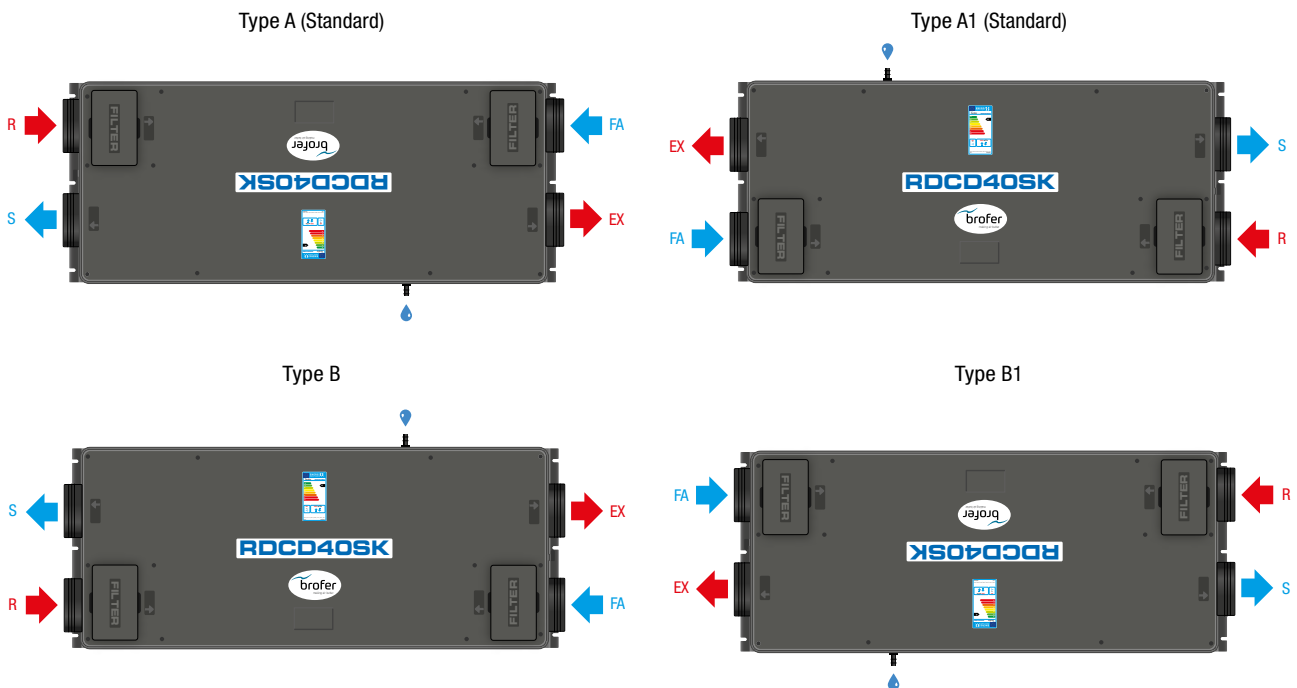 Type A (Standard)
R
FILTER
FILTER
FA
brofer
RDCD40SK
S
EX
Type A1 (Standard)
EX
S
RDCD40SK
FA
FILTER
brofer
FILTER
R
Type B
S
EX
RDCD40SK
R
FILTER
brofer
FILTER
FA
Type B1
FA
FILTER
FILTER
R
brofer
RDCD40SK
EX
S